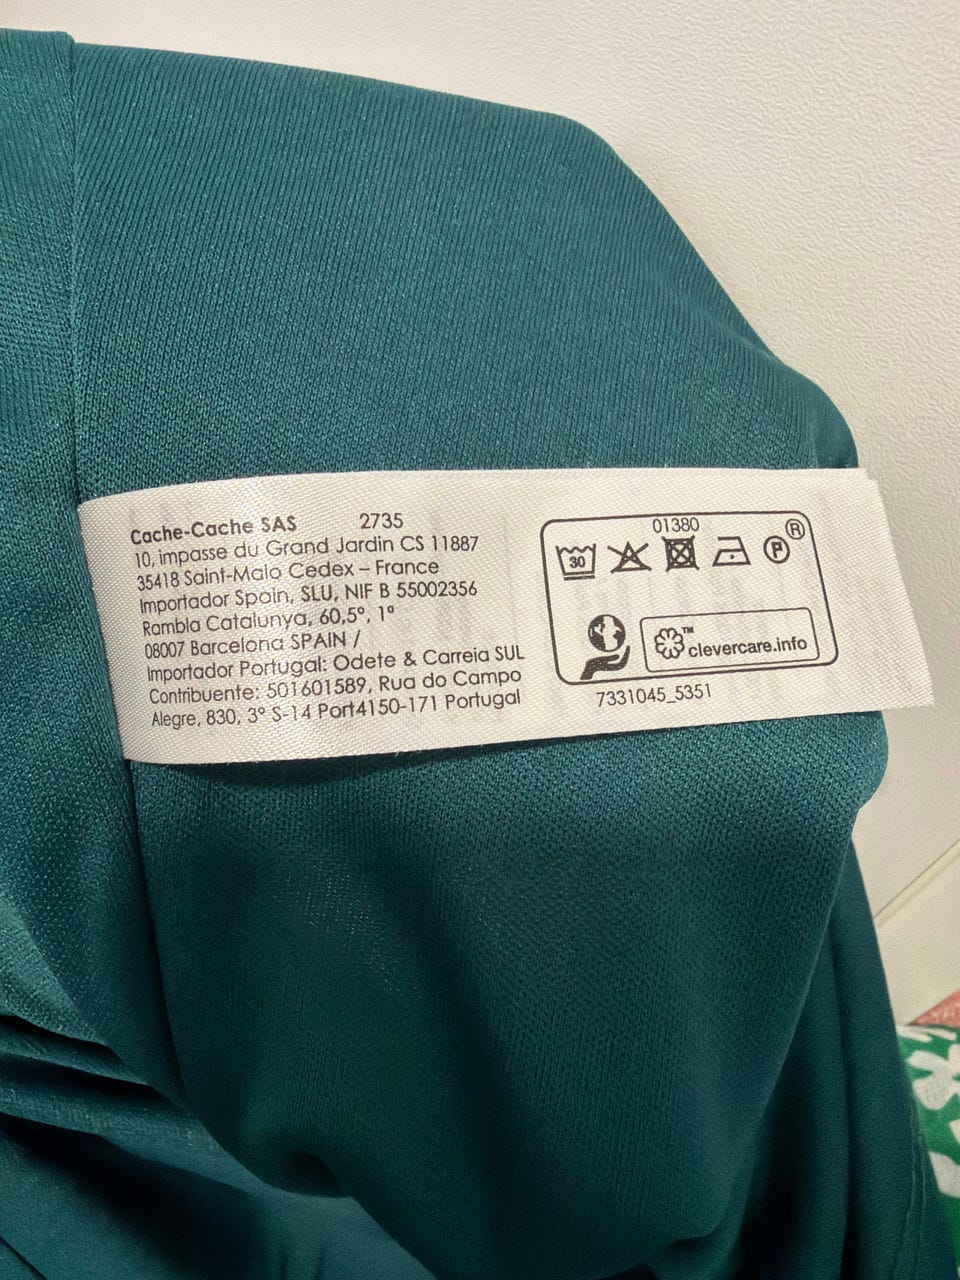 Cache-Cache SAS 2735
10, impasse du Grand Jardin CS 11887
35418 Saint-Malo Cedex – France
Importador Spain, SLU, NIF B 55002356
Rambla Catalunya, 60,5°, 1ª
08007 Barcelona SPAIN /
Importador Portugal: Odete & Carreia SUL
Contribuente: 501601589, Rua do Campo
Alegre, 830, 3° S-14 Port4150-171 Portugal
01380
30
P
®
™
clevercare.info
7331045_5351